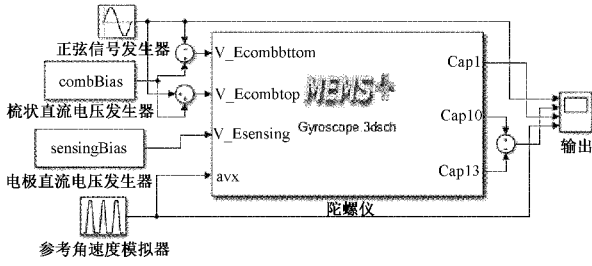 正弦信号发生器
combBias
梳状直流电压发生器
sensingBias
电极直流电压发生器
参考角速度模拟器
V_Ecombbttom
V_Ecombtop
V_Esensing
avx
MEMS+
Gyroscope.3dsch
Cap1
Cap10
Cap13
陀螺仪
输出